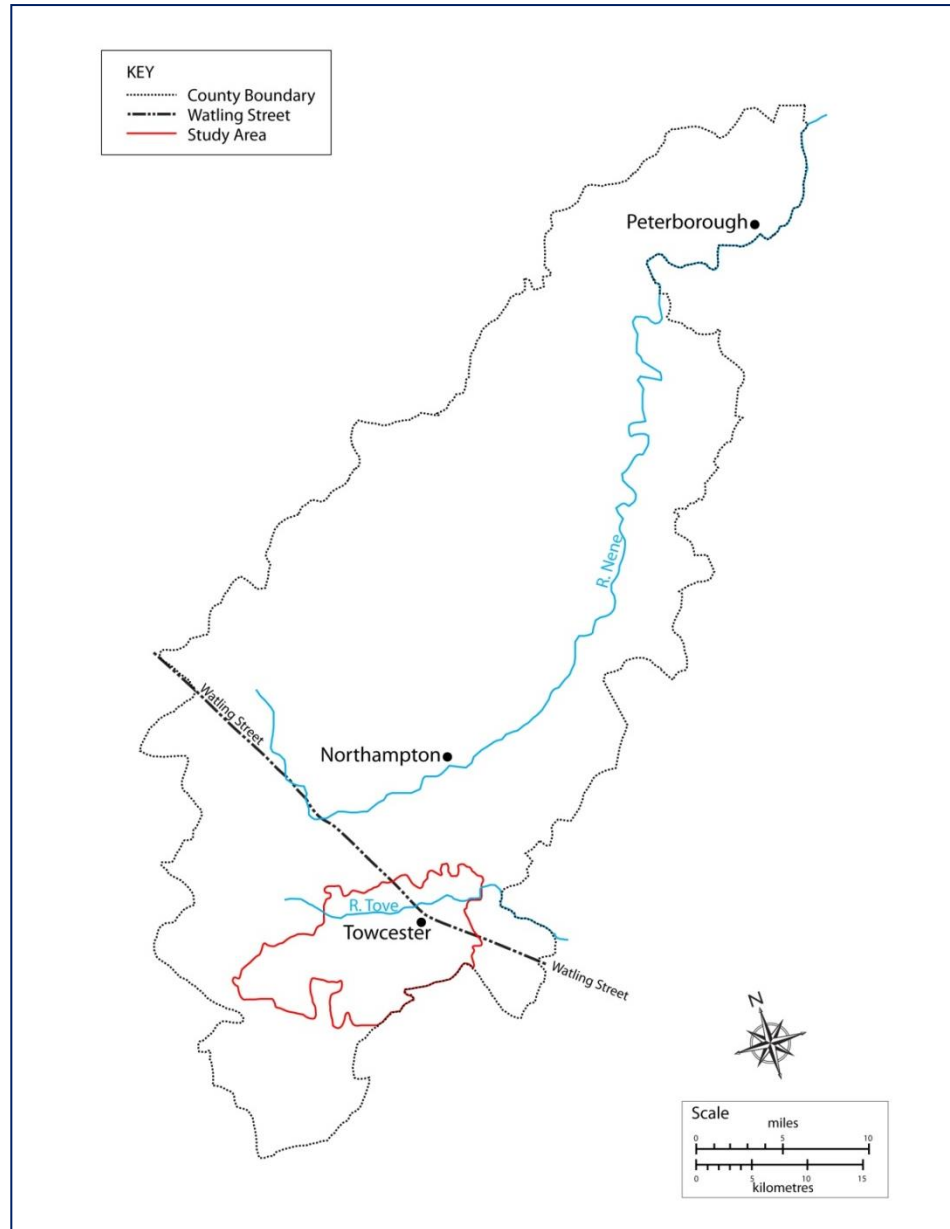 KEY
County Boundary
Watling Street
Study Area
Peterborough
R. Nene
Watling Street
Northampton
R. Tove
Towcester
Watling Street
N
Scale
miles
0 5 10
0 5 10 15
kilometres